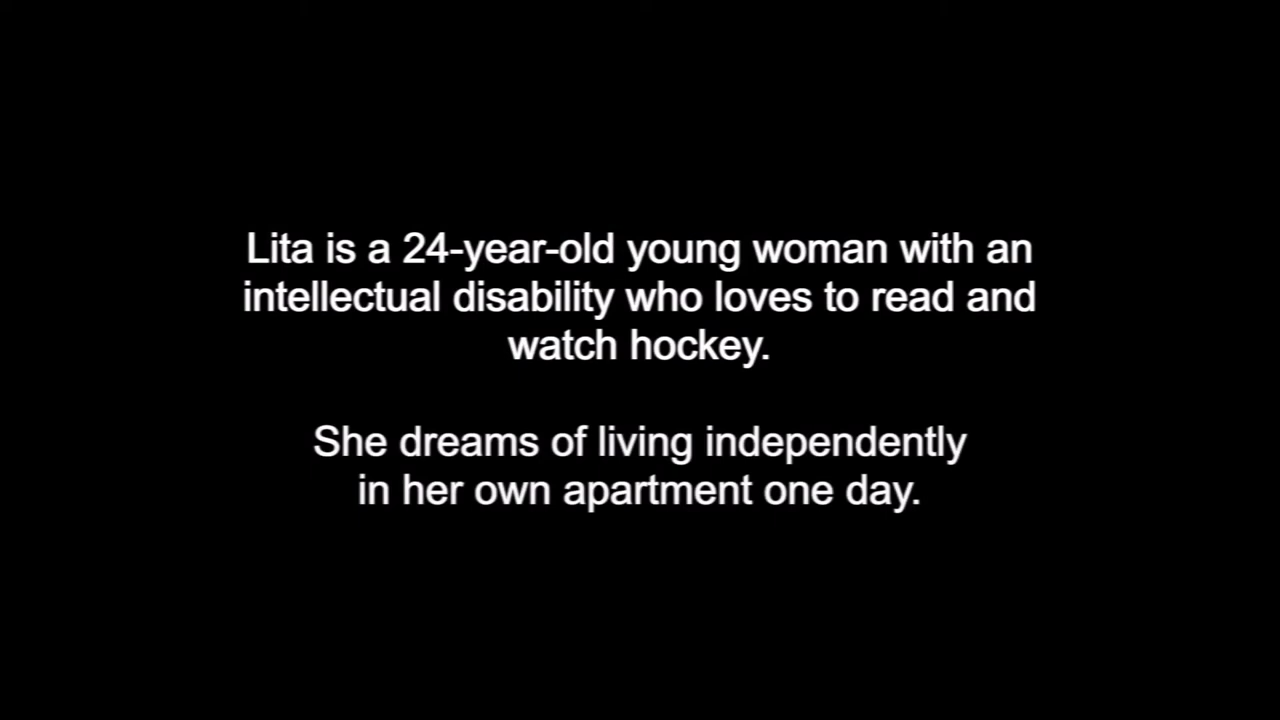 Lita is a 24-year-old young woman with an
intellectual disability who loves to read and
watch hockey.
She dreams of living independently
in her own apartment one day.